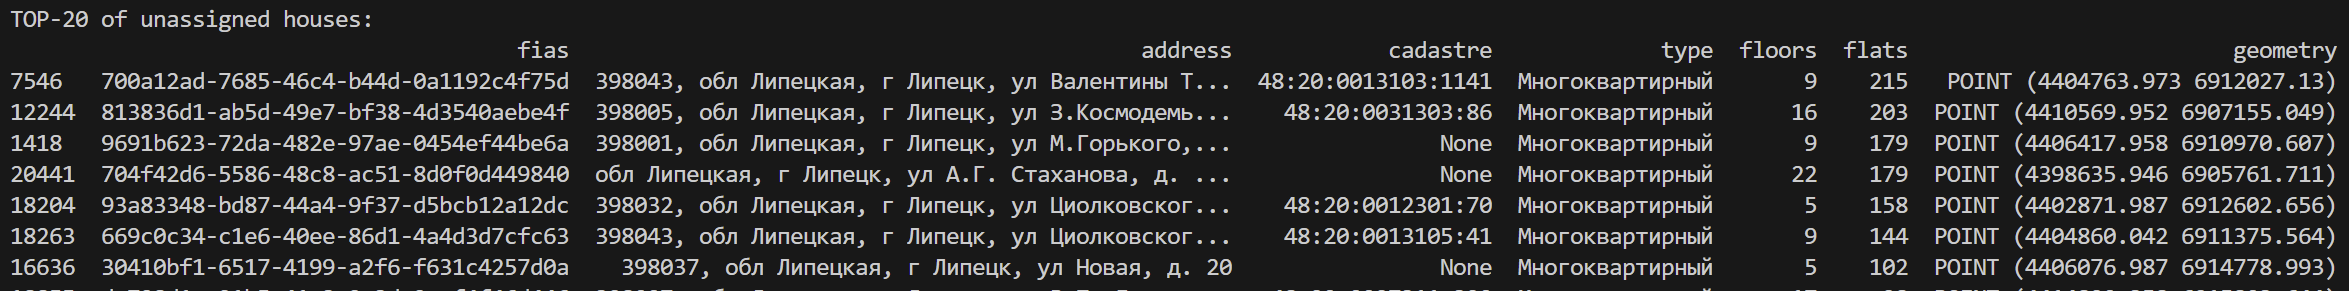 TOP-20 of unassigned houses:
fias address cadastre type floors flats geometry
7546 700a12ad-7685-46c4-b44d-0a1192c4f75d 398043, обл Липецкая, г Липецк, ул Валентины Т... 48:20:0013103:1141 Многоквартирный 9 215 POINT (4404763.973 6912027.13)
12244 813836d1-ab5d-49e7-bf38-4d3540aebe4f 398005, обл Липецкая, г Липецк, ул З.Космодемь... 48:20:0031303:86 Многоквартирный 16 203 POINT (4410569.952 6907155.049)
1418 9691b623-72da-482e-97ae-0454ef44be6a 398001, обл Липецкая, г Липецк, ул М.Горького,... None Многоквартирный 9 179 POINT (4406417.958 6910970.607)
20441 704f42d6-5586-48c8-ac51-8d0f0d449840 обл Липецкая, г Липецк, ул А.Г. Стаханова, д. ... None Многоквартирный 22 179 POINT (4398635.946 6905761.711)
18204 93a83348-bd87-44a4-9f37-d5bcb12a12dc 398032, обл Липецкая, г Липецк, ул Циолковског... 48:20:0012301:70 Многоквартирный 5 158 POINT (4402871.987 6912602.656)
18263 669c0c34-c1e6-40ee-86d1-4a4d3d7cfc63 398043, обл Липецкая, г Липецк, ул Циолковског... 48:20:0013105:41 Многоквартирный 9 144 POINT (4404860.042 6911375.564)
16636 30410bf1-6517-4199-a2f6-f631c4257d0a 398037, обл Липецкая, г Липецк, ул Новая, д. 20 None Многоквартирный 5 102 POINT (4406076.987 6914778.993)